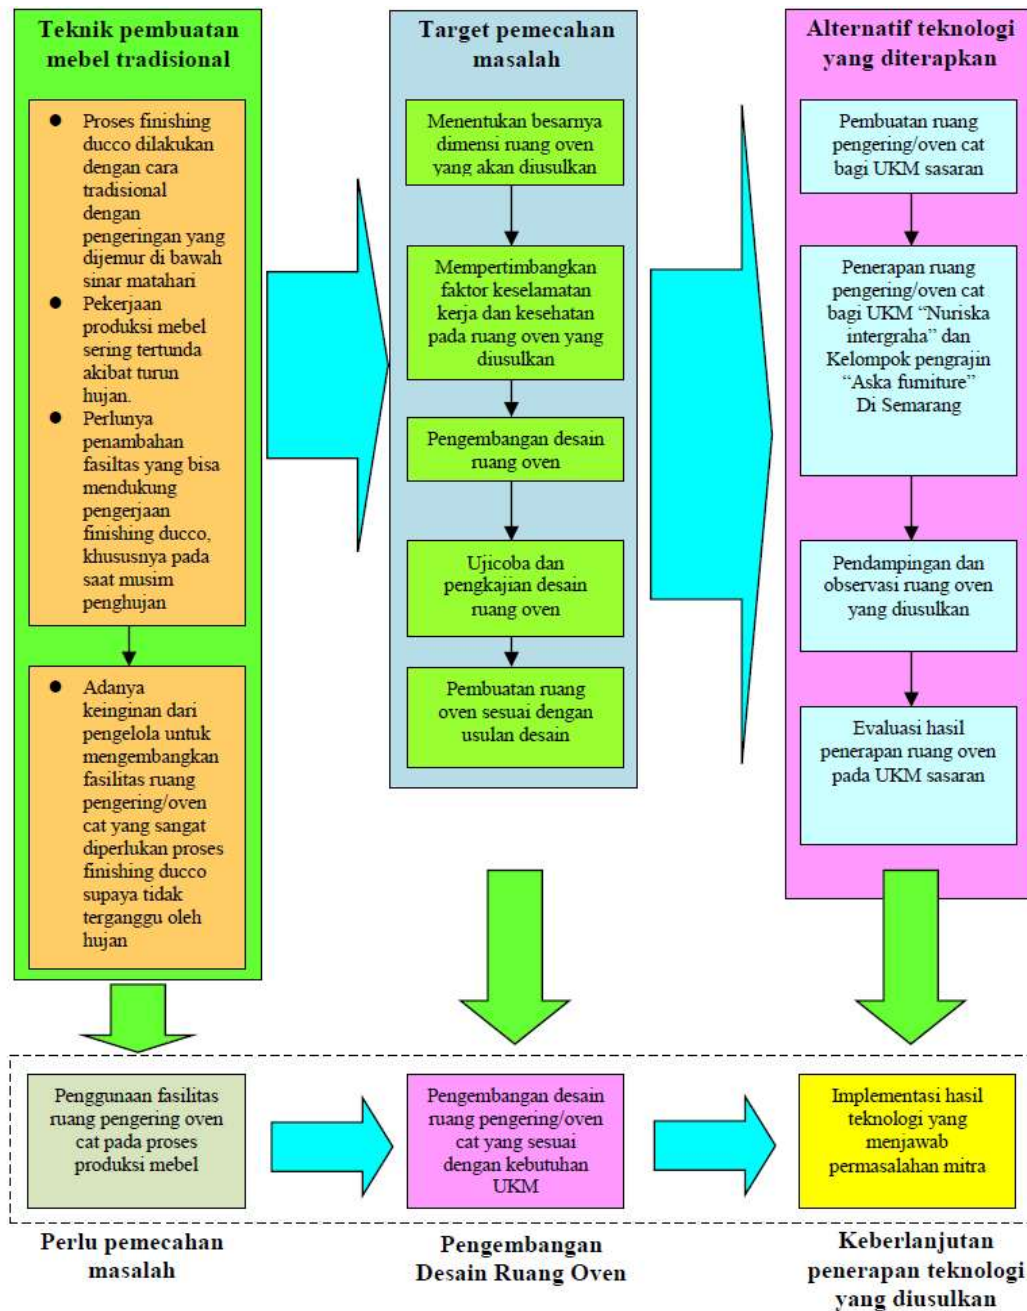 Teknik pembuatan
mebel tradisional
● Proses finishing
ducco dilakukan
dengan cara
tradisional
dengan
pengeringan yang
dijemur di bawah
sinar matahari
● Pekerjaan
produksi mebel
sering tertunda
akibat turun
hujan.
● Perlunya
penambahan
fasiltas yang bisa
mendukung
pengerjaan
finishing ducco,
khususnya pada
saat musim
penghujan
● Adanya
keinginan dari
pengelola untuk
mengembangkan
fasilitas ruang
pengering/oven
cat yang sangat
diperlukan proses
finishing ducco
supaya tidak
terganggu oleh
hujan
Target pemecahan
masalah
Menentukan besarnya
dimensi ruang oven
yang akan diusulkan
Mempertimbangkan
faktor keselamatan
kerja dan kesehatan
pada ruang oven yang
diusulkan
Pengembangan desain
ruang oven
Ujicoba dan
pengkajian desain
ruang oven
Pembuatan ruang
oven sesuai dengan
usulan desain
Alternatif teknologi
yang diterapkan
Pembuatan ruang
pengering/oven cat
bagi UKM sasaran
Penerapan ruang
pengering/oven cat
bagi UKM “Nuriska
intergraha” dan
Kelompok pengrajin
“Aska furniture”
Di Semarang
Pendampingan dan
observasi ruang oven
yang diusulkan
Evaluasi hasil
penerapan ruang oven
pada UKM sasaran
Penggunaan fasilitas
ruang pengering oven
cat pada proses
produksi mebel
Pengembangan desain
ruang pengering/oven
cat yang sesuai
dengan kebutuhan
UKM
Implementasi hasil
teknologi yang
menjawab
permasalahan mitra
Perlu pemecahan
masalah
Pengembangan
Desain Ruang Oven
Keberlanjutan
penerapan teknologi
yang diusulkan